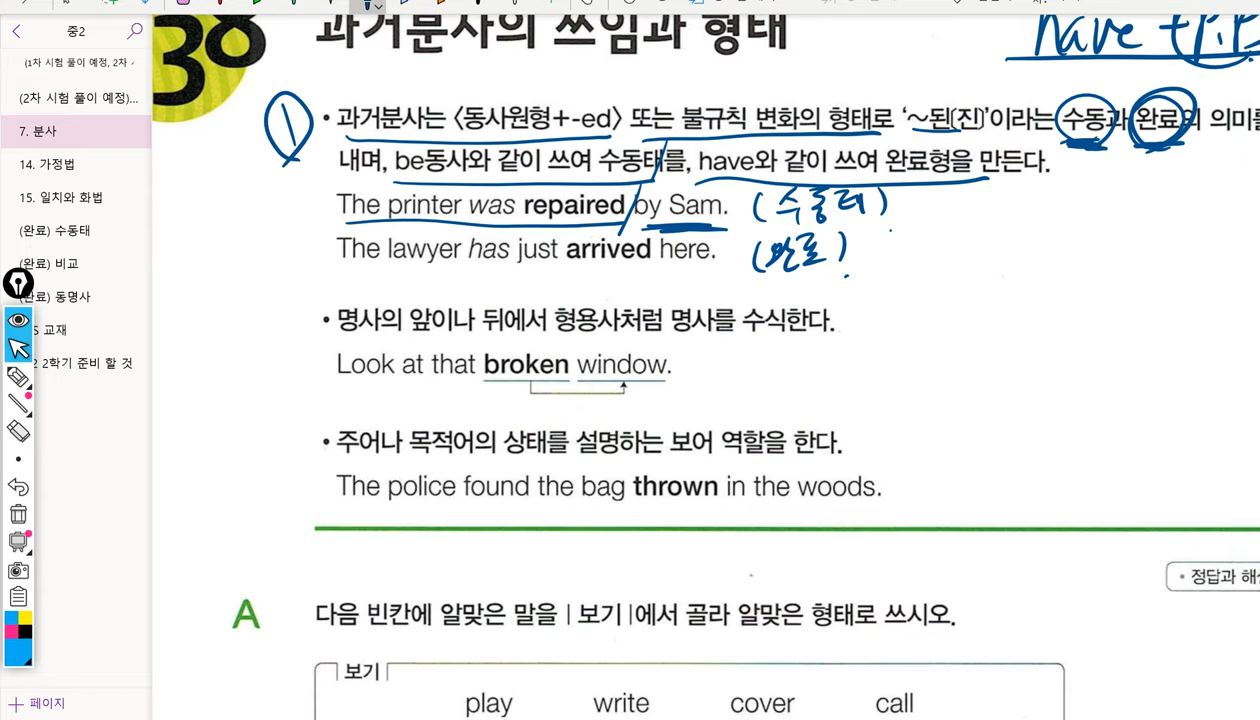 중2
(1차 시험 풀이 예정, 2차
(2차 시험 풀이 예정)...
7. 분사
14. 가정법
15. 일치와 화법
(완료) 수동태
(완료) 비교
(완료) 동명사
교재
2학기 준비 할 것
페이지
38 과거분사의 쓰임과 형태
have + P.P
①
• 과거분사는 〈동사원형+-ed〉 또는 불규칙 변화의 형태로 ‘~된[진]’이라는 수동과 완료의 의미를
내며, be동사와 같이 쓰여 수동태를, have와 같이 쓰여 완료형을 만든다.
The printer was repaired by Sam. (수동태)
The lawyer has just arrived here. (완료)
• 명사의 앞이나 뒤에서 형용사처럼 명사를 수식한다.
Look at that broken window.
• 주어나 목적어의 상태를 설명하는 보어 역할을 한다.
The police found the bag thrown in the woods.
• 정답과 해
A 다음 빈칸에 알맞은 말을 | 보기 |에서 골라 알맞은 형태로 쓰시오.
보기
play write cover call